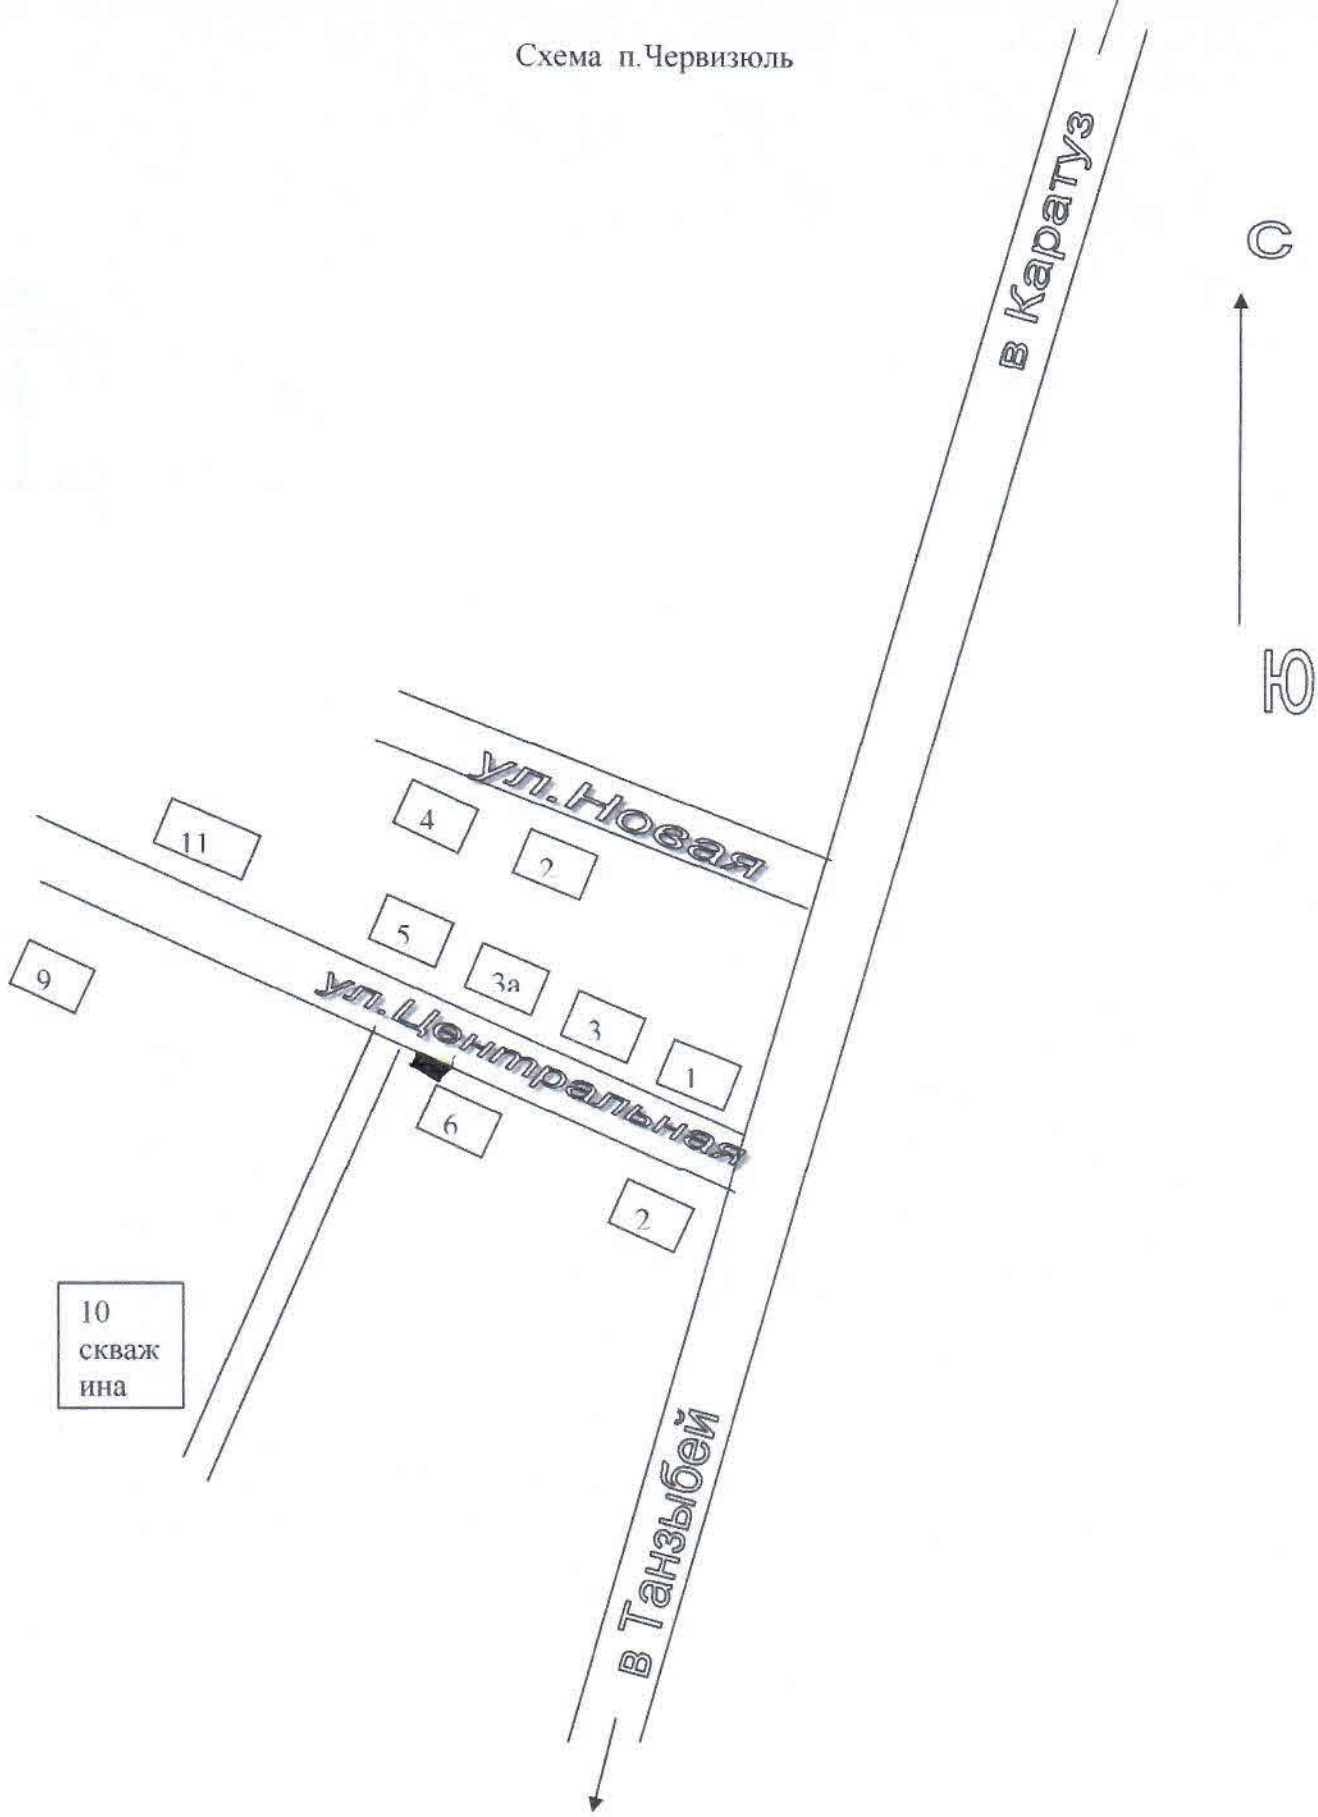 Схема п.Червизюль
в Каратуз
С
Ю
ул.Новая
4
2
11
5
3а
3
1
9
ул.Центральная
6
2
10
скваж
ина
в Танзыбей